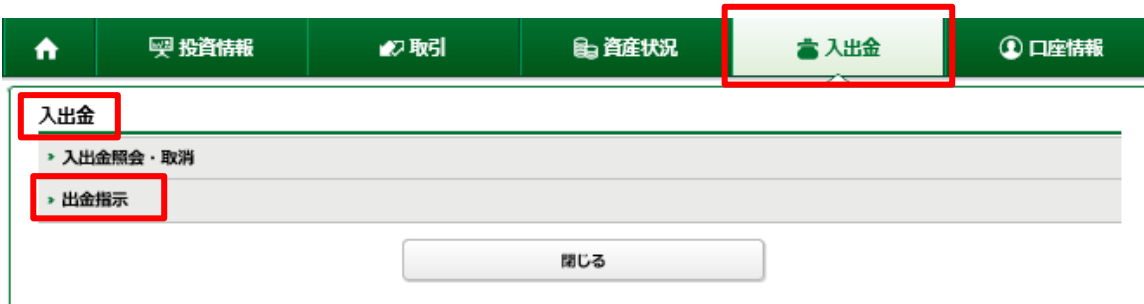 投資情報 取引 資産状況 入出金 口座情報
入出金
入出金照会・取消
出金指示
閉じる